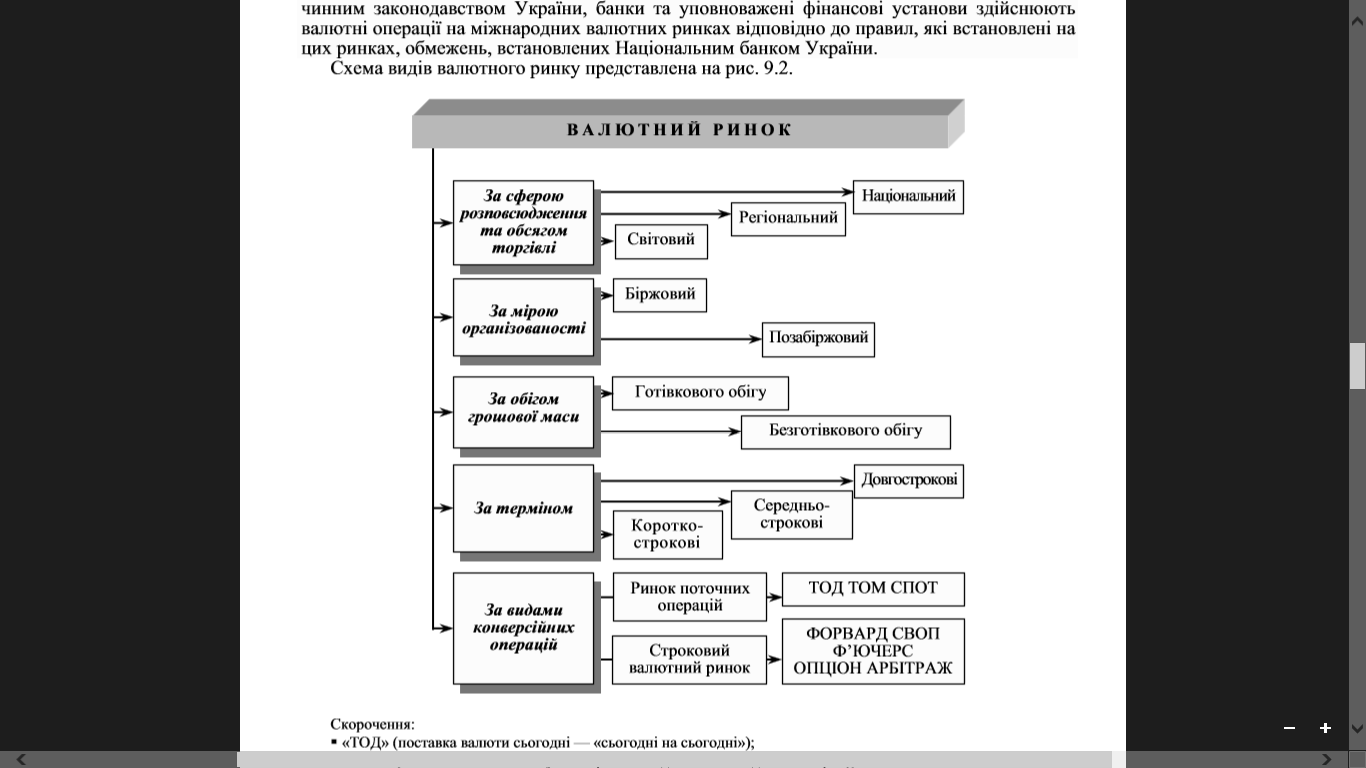 чинним законодавством України, банки та уповноважені фінансові установи здійснюють
валютні операції на міжнародних валютних ринках відповідно до правил, які встановлені на
цих ринках, обмежень, встановлених Національним банком України.
Схема видів валютного ринку представлена на рис. 9.2.
ВАЛЮТНИЙ РИНОК
За сферою
розповсюдження
та обсягом
торгівлі
Національний
Регіональний
Світовий
За мірою
організованості
Біржовий
Позабіржовий
За обігом
грошової маси
Готівкового обігу
Безготівкового обігу
За терміном
Довгострокові
Середньо-
строкові
Коротко-
строкові
За видами
конверсійних
операцій
Ринок поточних
операцій
ТОД ТОМ СПОТ
Строковий
валютний ринок
ФОРВАРД СВОП
Ф’ЮЧЕРС
ОПЦІОН АРБІТРАЖ
Скорочення:
▪ «ТОД» (поставка валюти сьогодні — «сьогодні на сьогодні»);